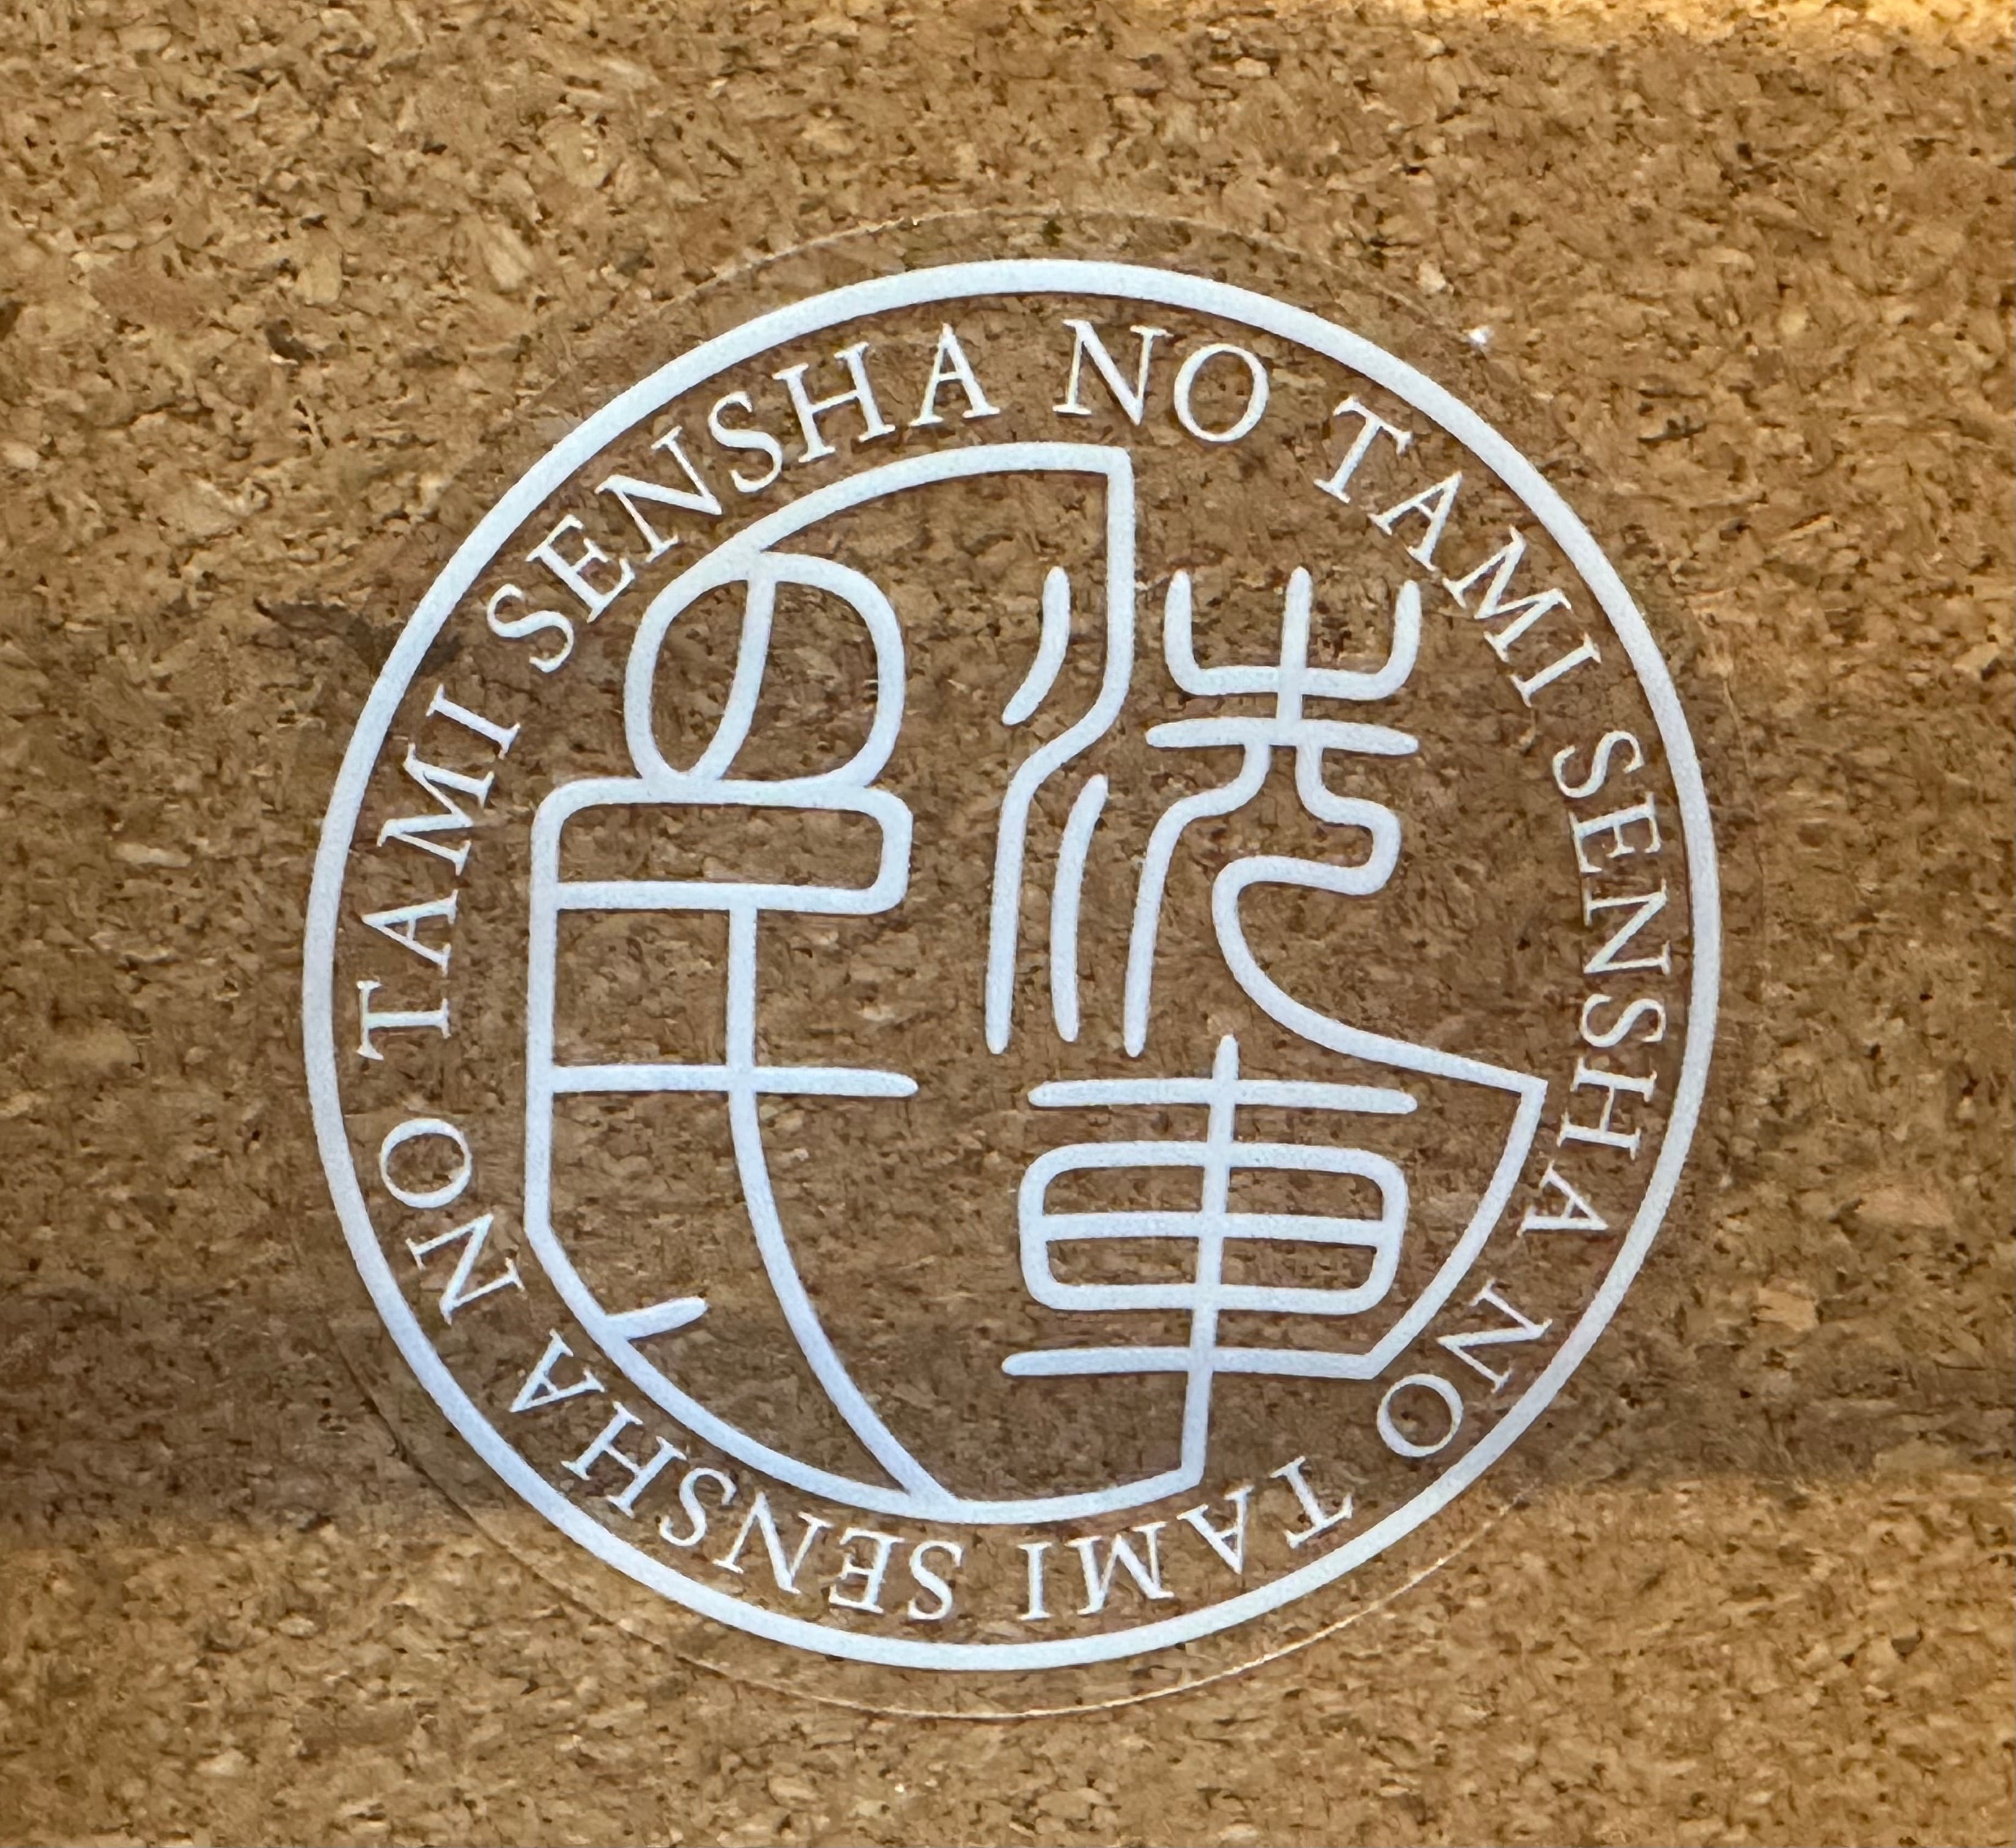 SENSHA NO TAMI SENSHA NO TAMI SENSHA NO TAMI
洗車
の民